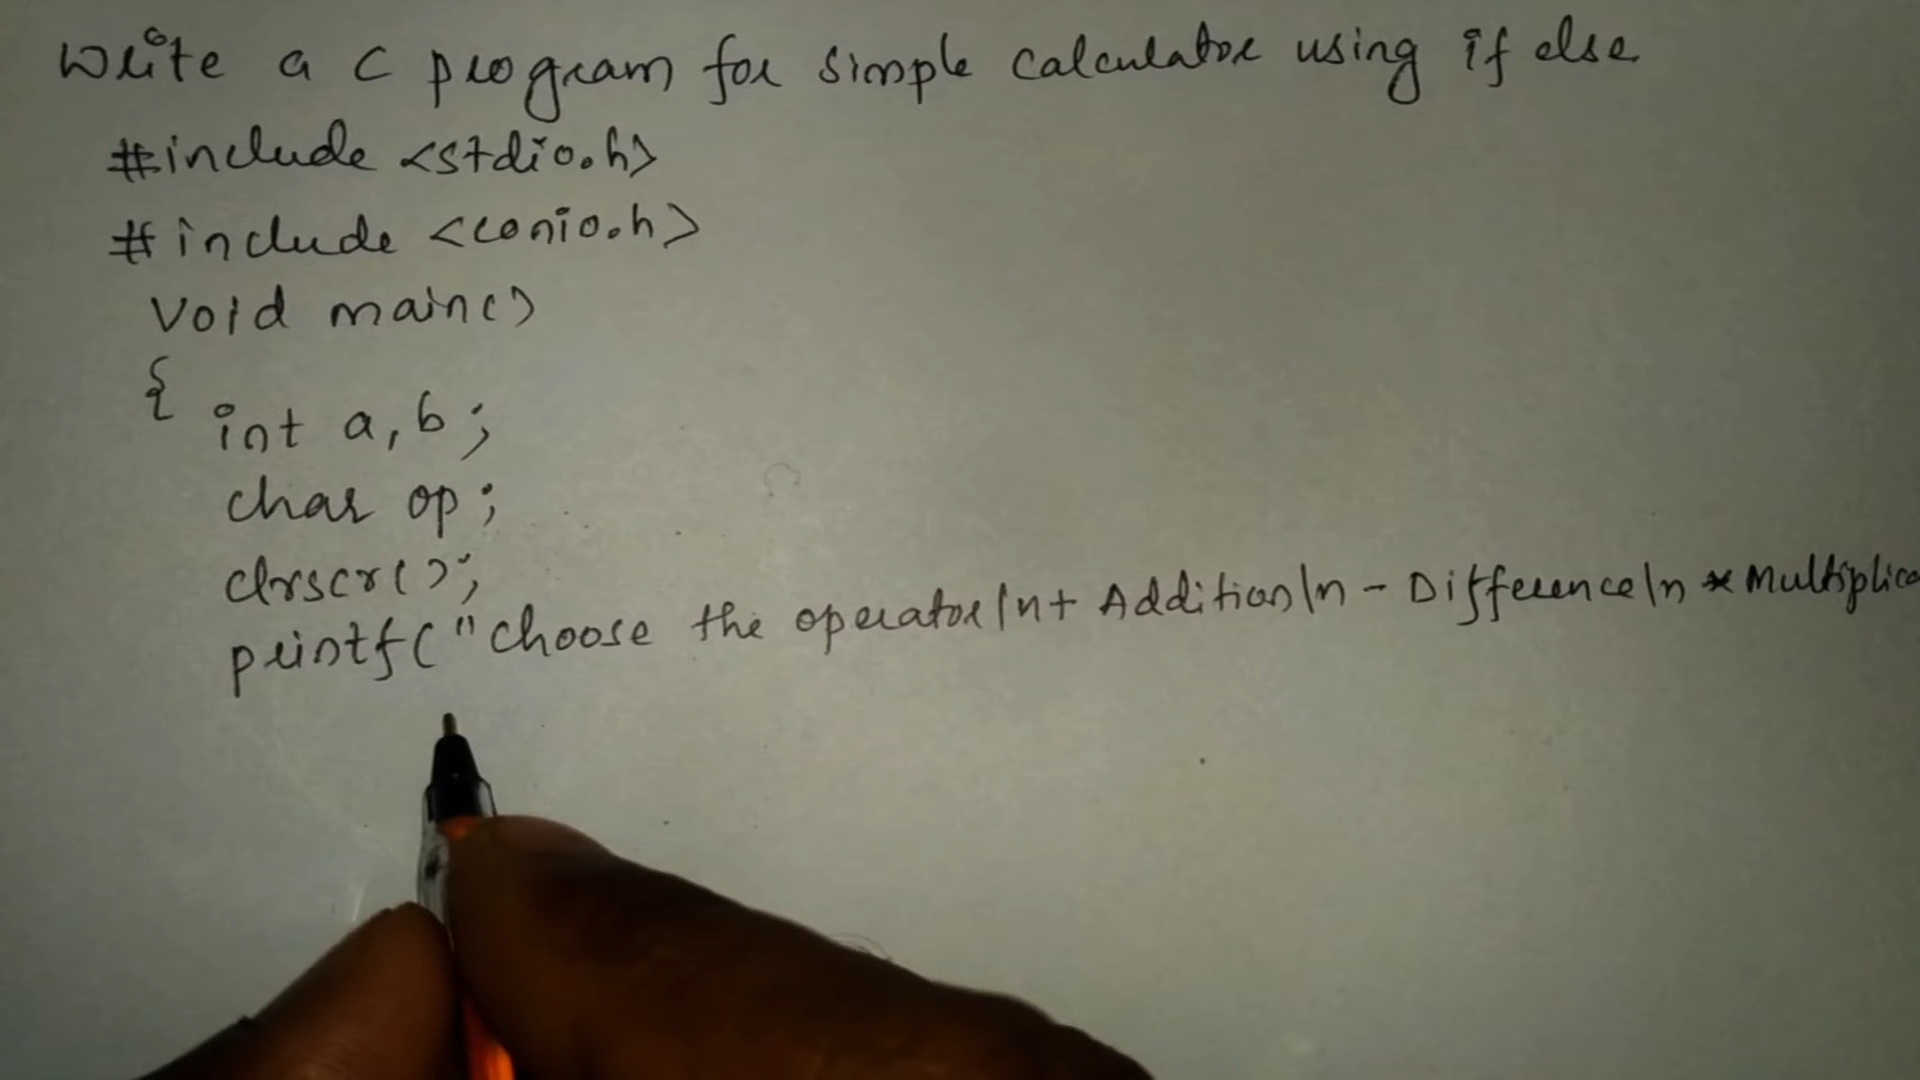 Write a C program for simple calculator using if else
#include <stdio.h>
#include <conio.h>
void main()
{
int a,b;
char op;
clrscr();
printf("Choose the operator\n+ Addition\n - Difference\n * Multiplica